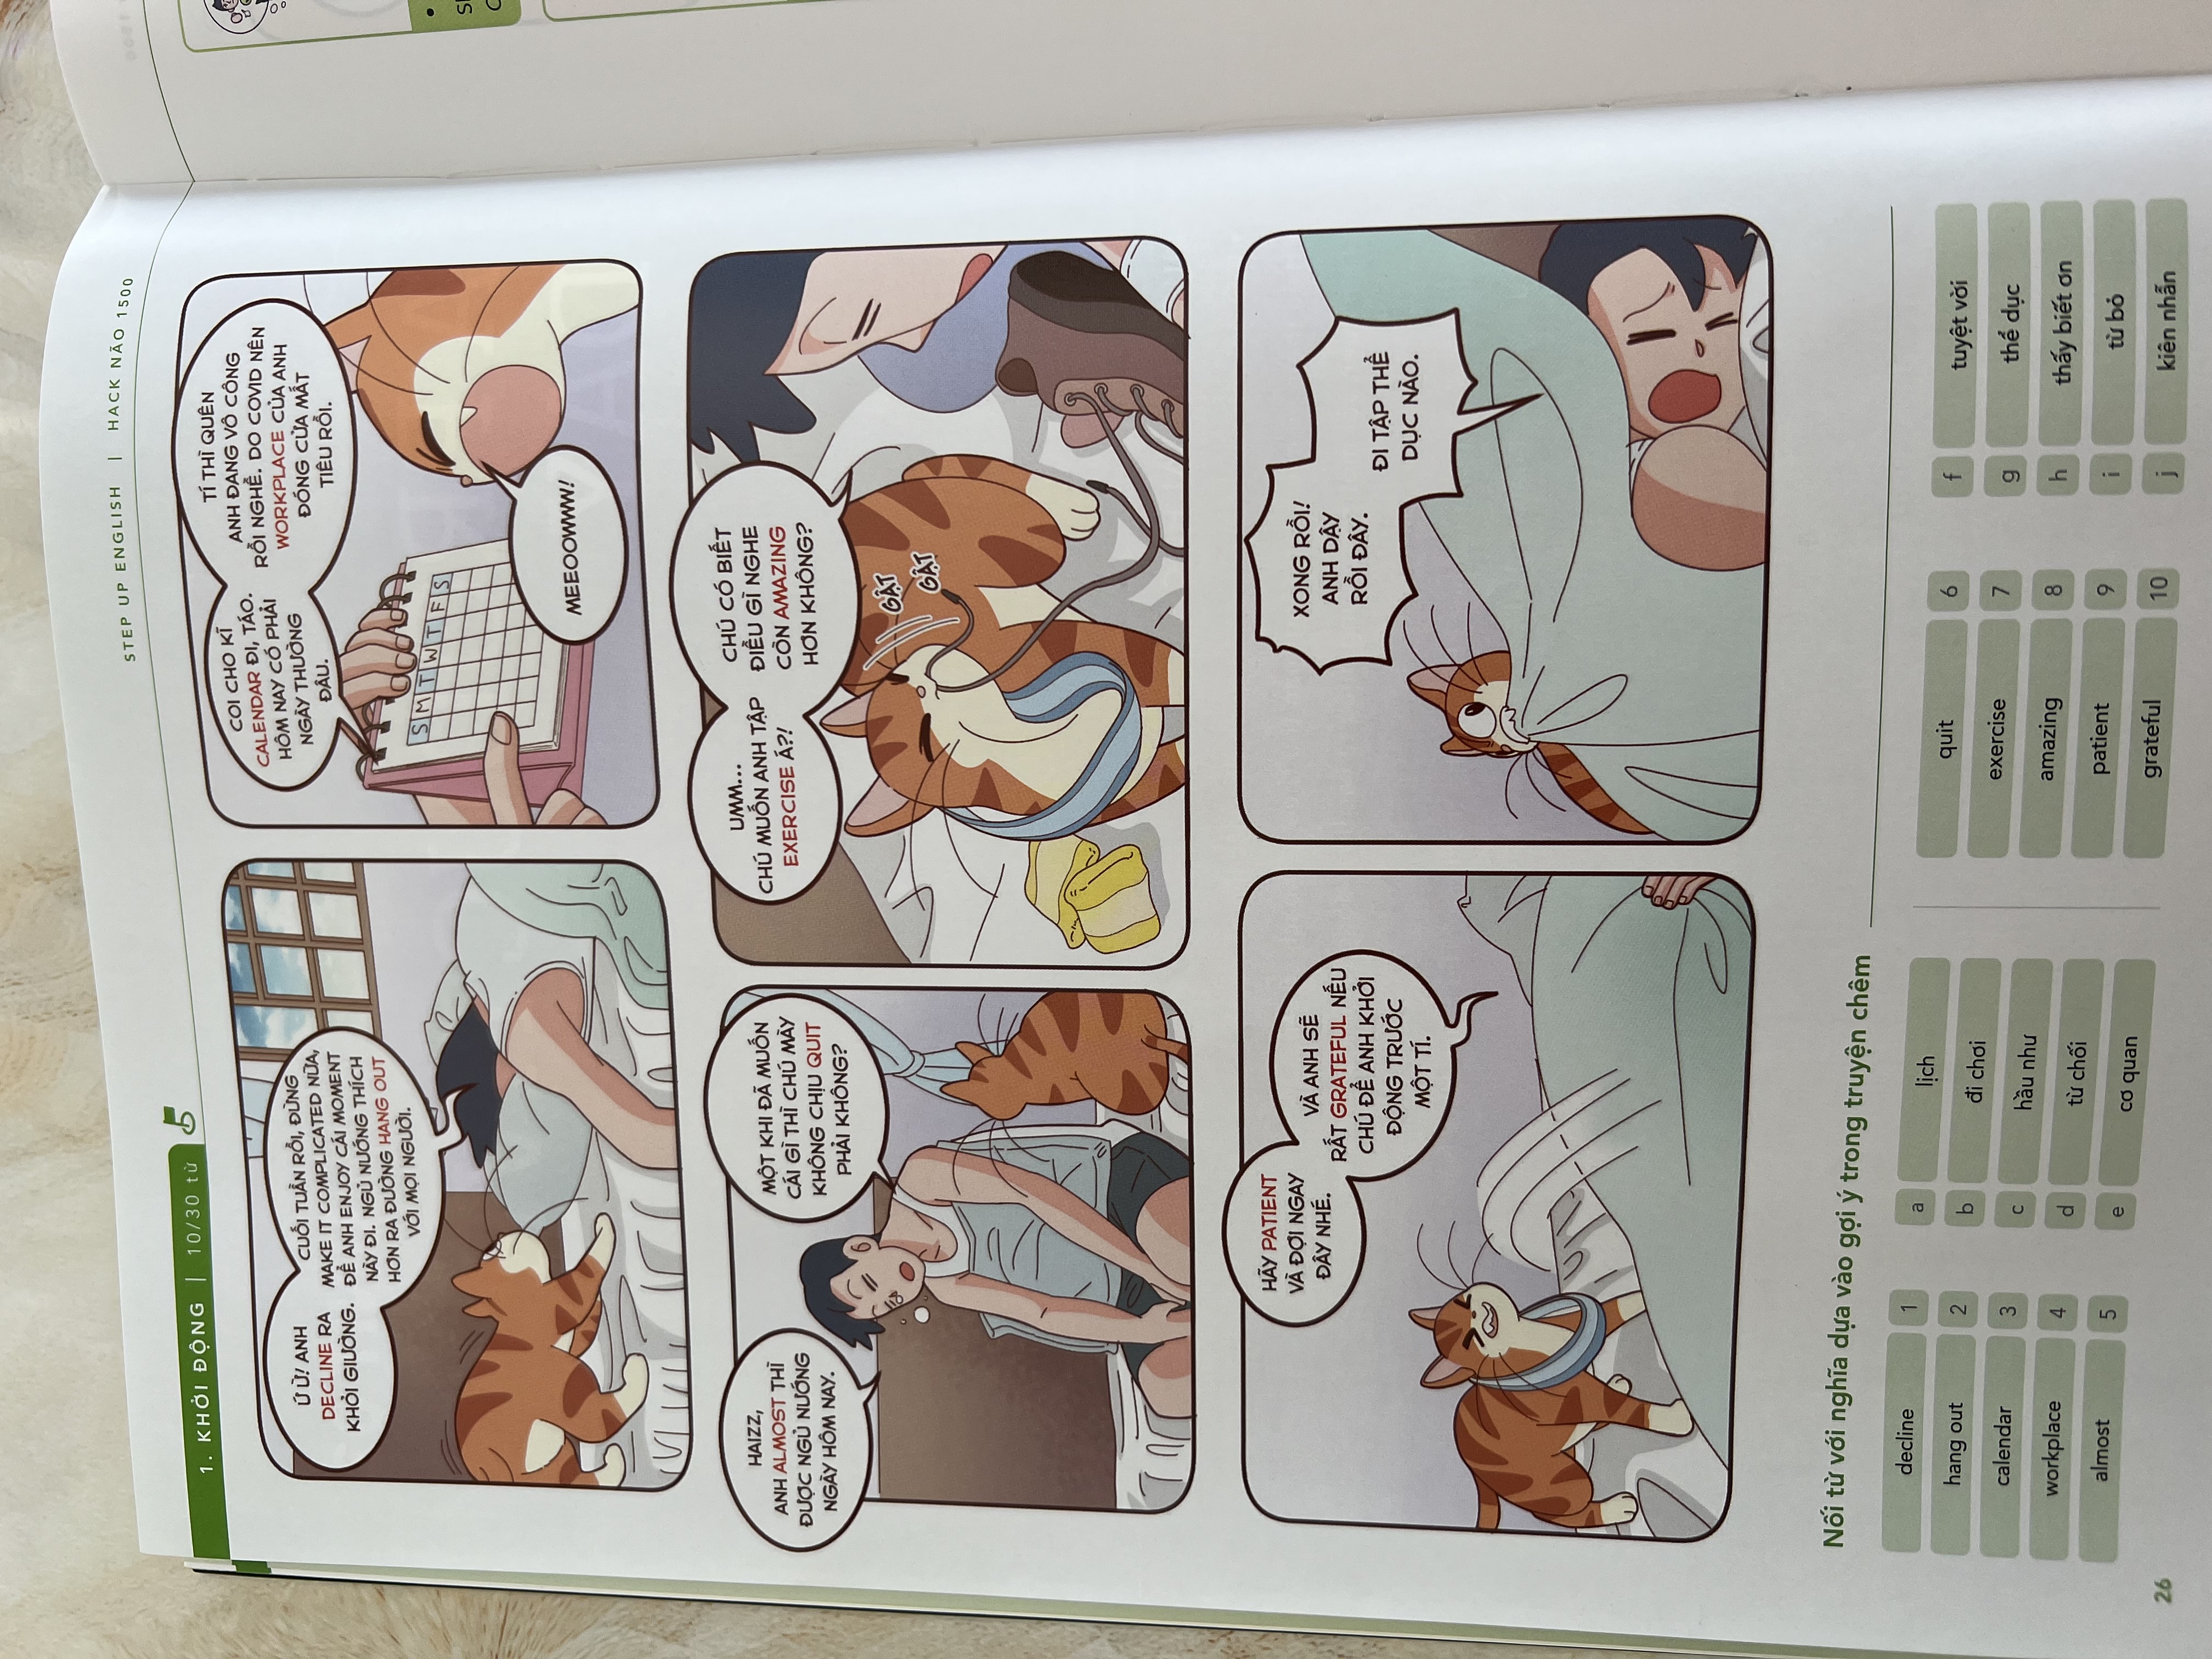 STEP UP ENGLISH | HACK NÃO 1500
1. KHỞI ĐỘNG | 10/30 từ
Ứ Ừ! ANH
DECLINE RA
KHỎI GIƯỜNG.
CUỐI TUẦN RỒI, ĐỪNG
MAKE IT COMPLICATED NỮA,
ĐỂ ANH ENJOY CÁI MOMENT
NÀY ĐI. NGỦ NƯỚNG THÍCH
HƠN RA ĐƯỜNG HANG OUT
VỚI MỌI NGƯỜI.
COI CHO KĨ
CALENDAR ĐI, TÁO.
HÔM NAY CÓ PHẢI
NGÀY THƯỜNG
ĐÂU.
TÍ THÌ QUÊN
ANH ĐANG VÔ CÔNG
RỒI NGHỀ. DO COVID NÊN
WORKPLACE CỦA ANH
ĐÓNG CỬA MẤT
TIÊU RỒI.
S M T W T F S
MEEOOWWW!
HAIZZ,
ANH ALMOST THÌ
ĐƯỢC NGỦ NƯỚNG
NGÀY HÔM NAY.
MỘT KHI ĐÃ MUỐN
CÁI GÌ THÌ CHÚ MÀY
KHÔNG CHỊU QUIT
PHẢI KHÔNG?
UMM...
CHÚ MUỐN ANH TẬP
EXERCISE Á?!
CHÚ CÓ BIẾT
ĐIỀU GÌ NGHE
CÒN AMAZING
HƠN KHÔNG?
GẬT
GẬT
HÃY PATIENT
VÀ ĐỢI NGAY
ĐÂY NHÉ.
VÀ ANH SẼ
RẤT GRATEFUL NẾU
CHÚ ĐỂ ANH KHỞI
ĐỘNG TRƯỚC
MỘT TÍ.
XONG RỒI!
ANH DẬY
RỒI ĐÂY.
ĐI TẬP THỂ
DỤC NÀO.
Nối từ với nghĩa dựa vào gợi ý trong truyện chêm
decline 1 a lịch
hang out 2 b đi chơi
calendar 3 c hầu như
workplace 4 d từ chối
almost 5 e cơ quan
quit 6 f tuyệt vời
exercise 7 g thể dục
amazing 8 h thấy biết ơn
patient 9 i từ bỏ
grateful 10 j kiên nhẫn
26